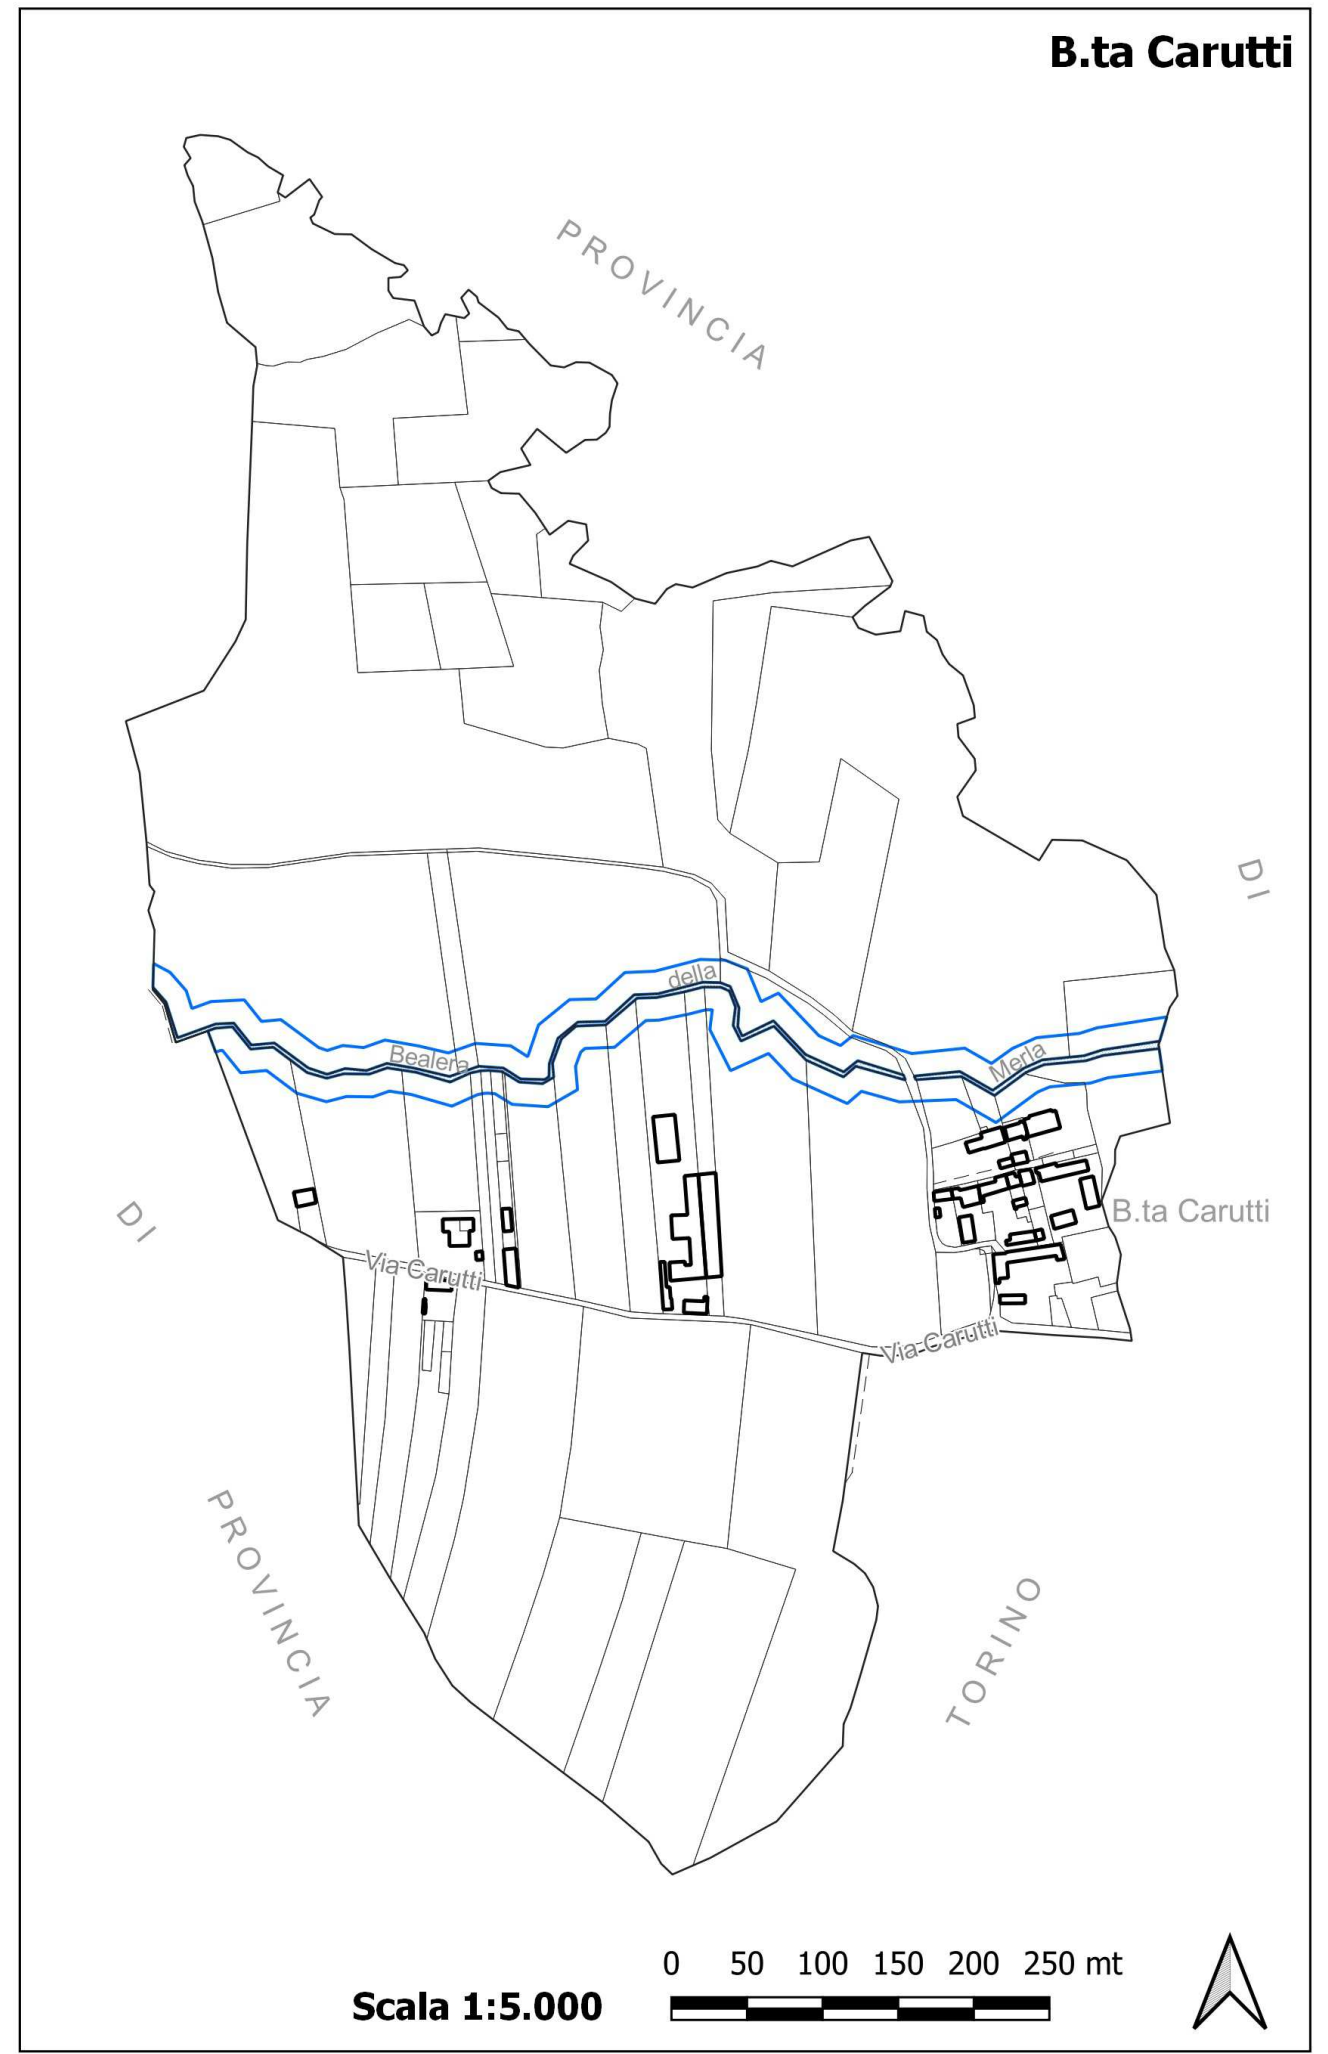 B.ta Carutti
PROVINCIA
DI
della
Bealera
Merla
DI
B.ta Carutti
Via Carutti
Via Carutti
PROVINCIA
TORINO
0 50 100 150 200 250 mt
Scala 1:5.000